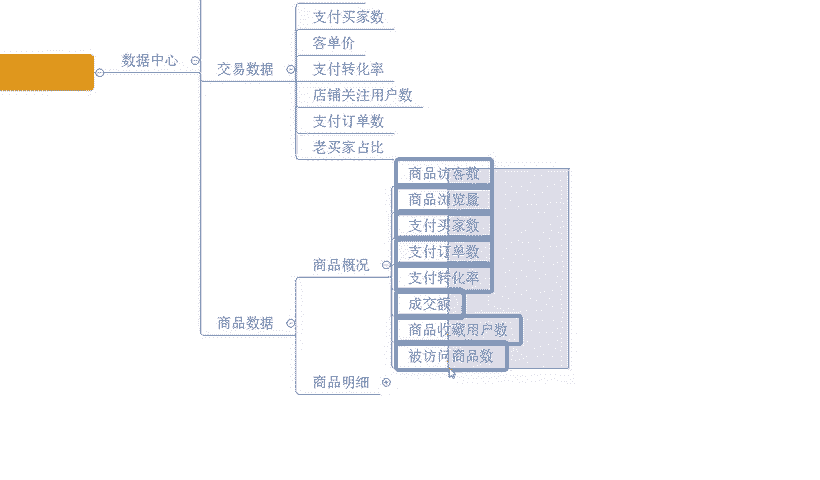 支付买家数
客单价
数据中心
交易数据
支付转化率
店铺关注用户数
支付订单数
老买家占比
商品访客数
商品浏览量
支付买家数
支付订单数
商品概况
支付转化率
成交额
商品数据
商品收藏用户数
被访问商品数
商品明细